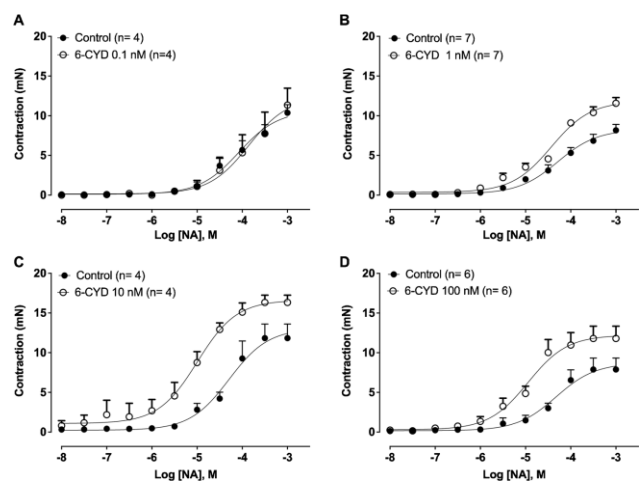 A
Control (n= 4)
6-CYD 0.1 nM (n=4)
Contraction (mN)
20
15
10
5
0
-8 -7 -6 -5 -4 -3
Log [NA], M
B
Control (n= 7)
6-CYD 1 nM (n= 7)
Contraction (mN)
20
15
10
5
0
-8 -7 -6 -5 -4 -3
Log [NA], M
C
Control (n= 4)
6-CYD 10 nM (n= 4)
Contraction (mN)
20
15
10
5
0
-8 -7 -6 -5 -4 -3
Log [NA], M
D
Control (n= 6)
6-CYD 100 nM (n= 6)
Contraction (mN)
20
15
10
5
0
-8 -7 -6 -5 -4 -3
Log [NA], M